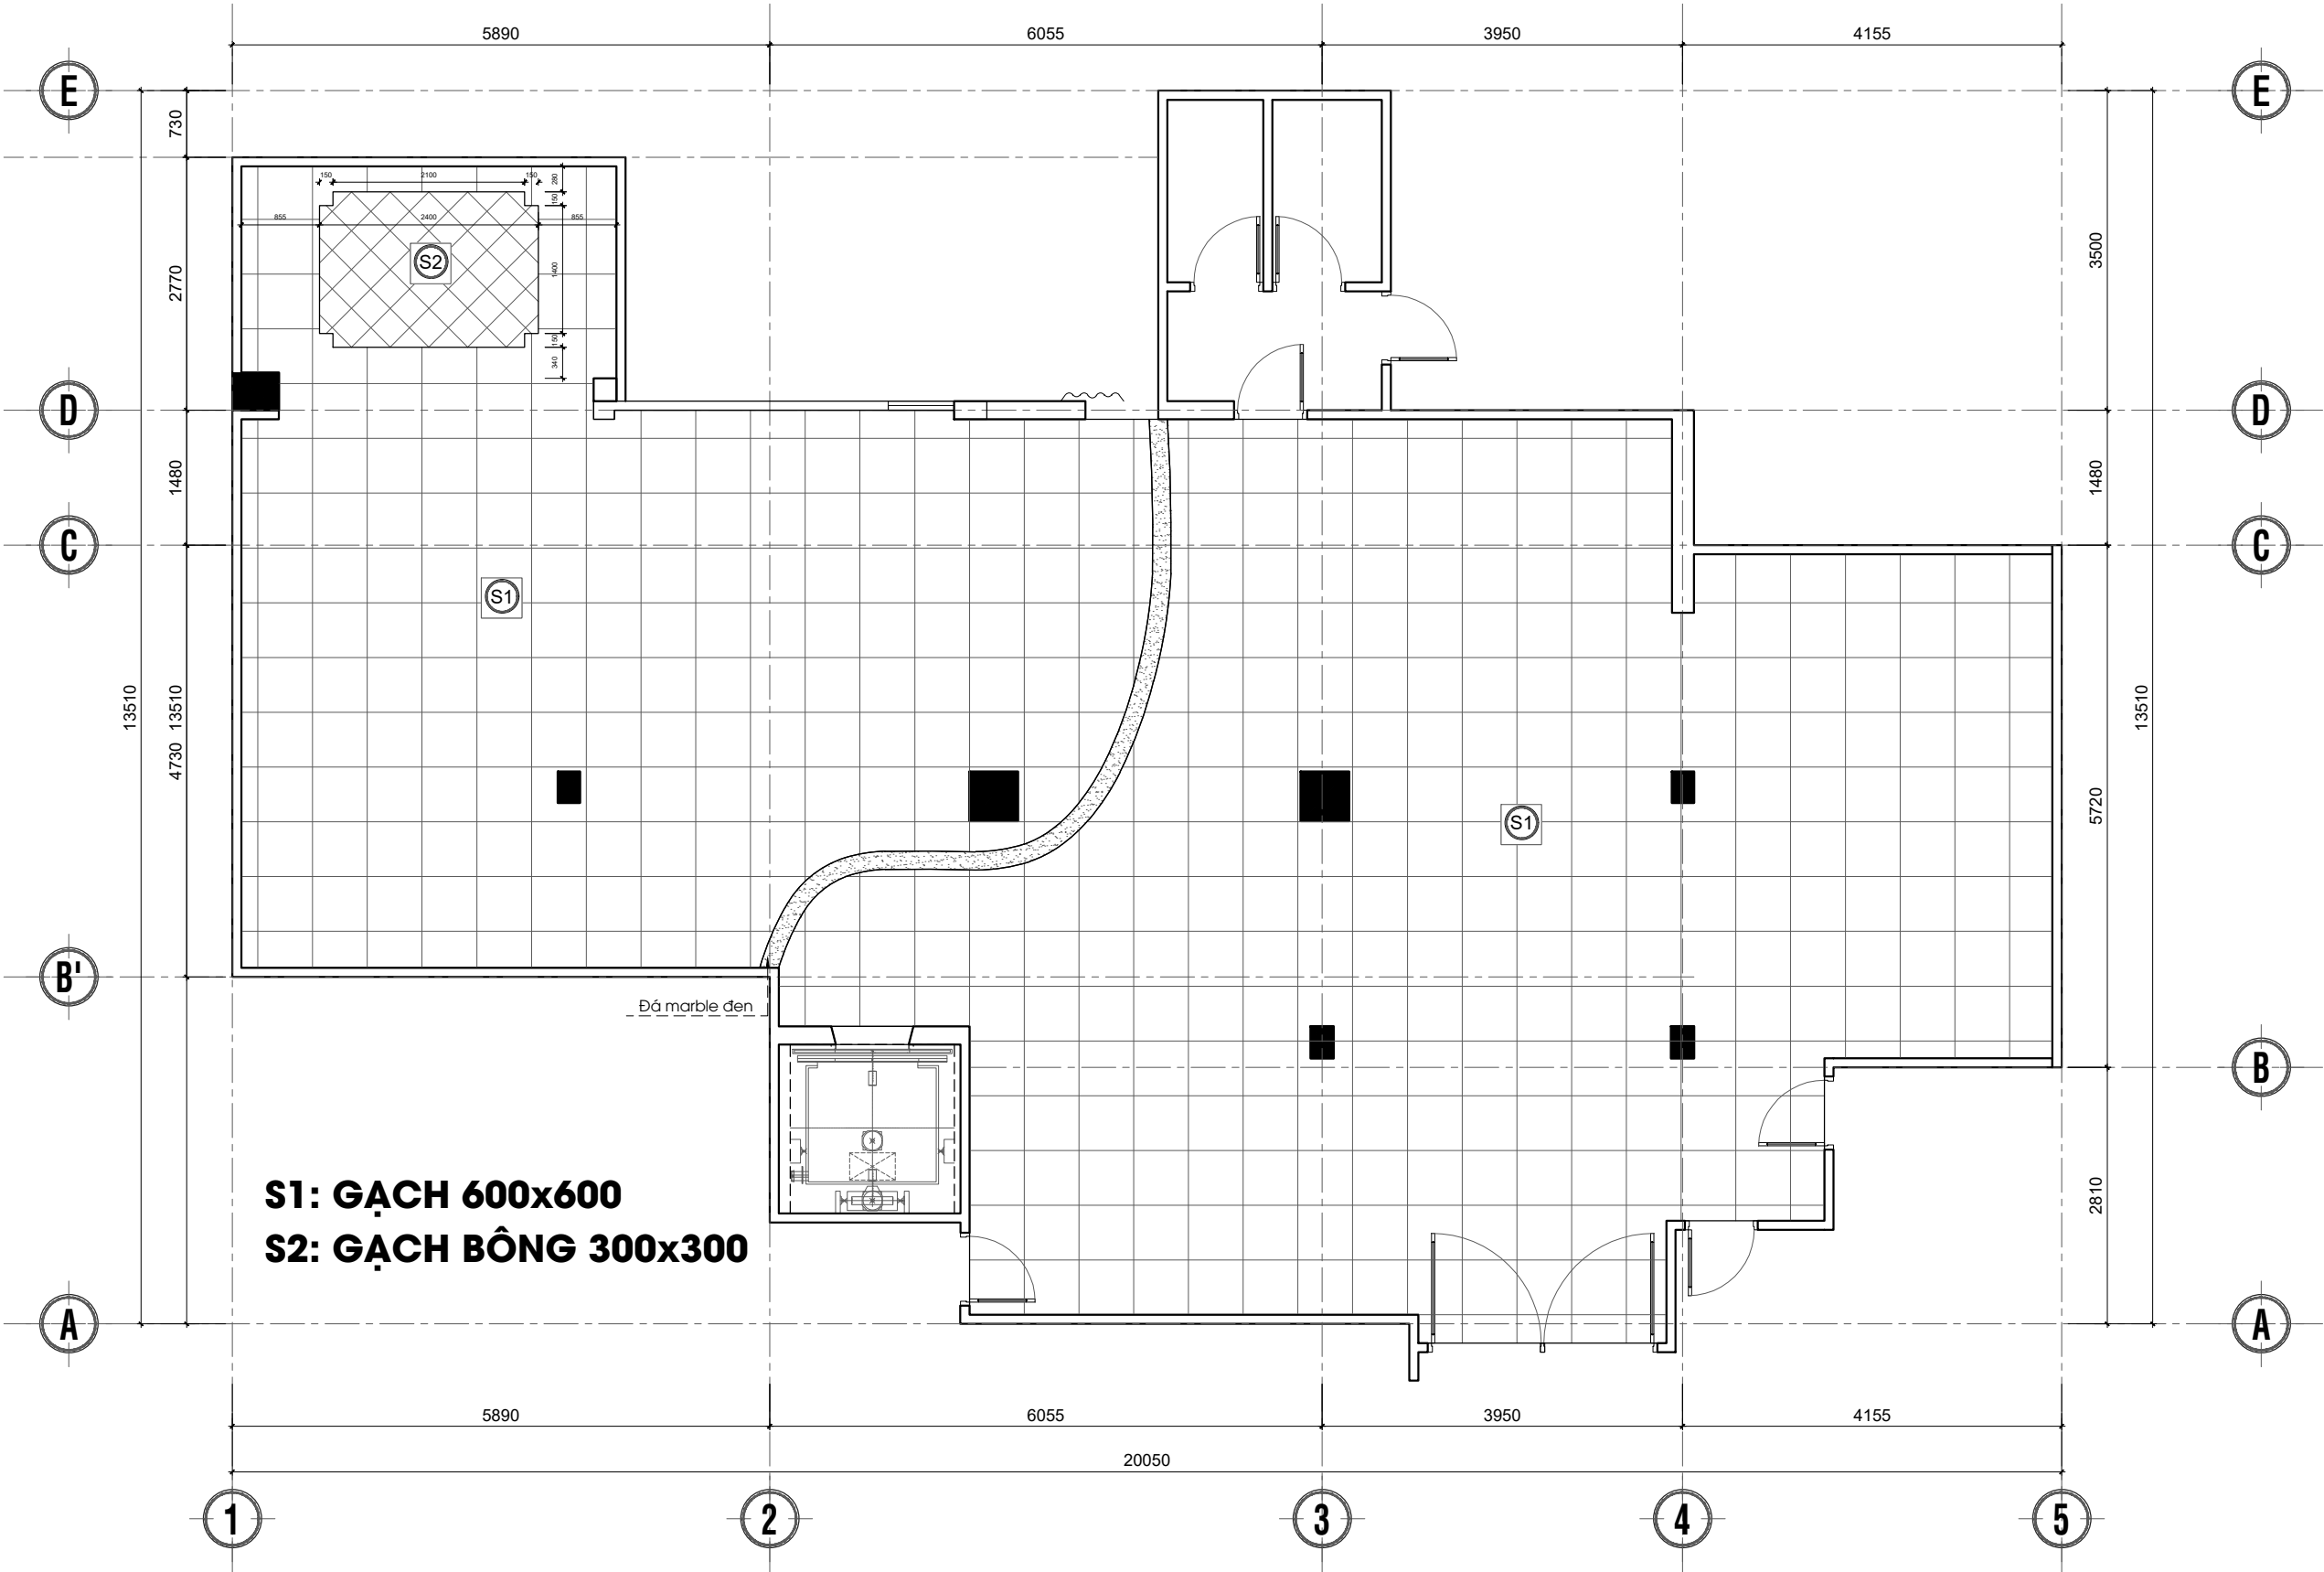 5890
6055
3950
4155
E
E
730
150
2100
150
280
150
855
2400
855
S2
1400
2770
3500
150
340
D
D
1480
1480
C
C
S1
13510
13510
4730
13510
5720
S1
B'
Đá marble đen
B
S1: GẠCH 600x600
S2: GẠCH BÔNG 300x300
2810
A
A
5890
6055
3950
4155
20050
1
2
3
4
5